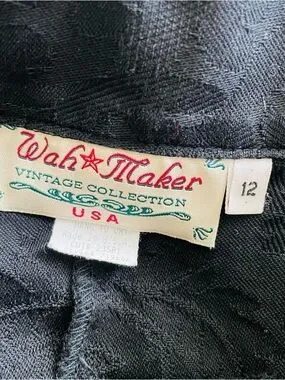 Wah★Maker
VINTAGE COLLECTION
USA
12